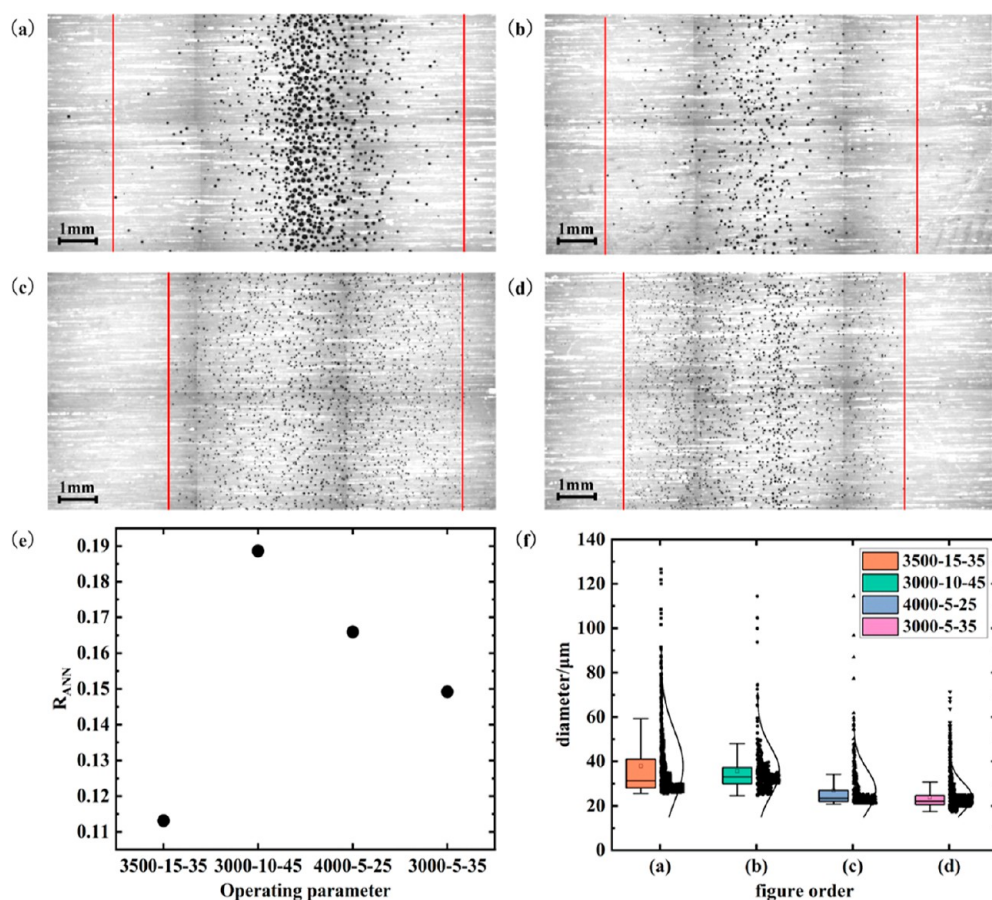 (a)
1mm
(b)
1mm
(c)
1mm
(d)
1mm
(e)
0.19
0.18
0.17
0.16
0.15
0.14
0.13
0.12
0.11
R_ANN
3500-15-35 3000-10-45 4000-5-25 3000-5-35
Operating parameter
(f)
140
120
100
80
60
40
20
0
diameter/μm
3500-15-35
3000-10-45
4000-5-25
3000-5-35
(a) (b) (c) (d)
figure order